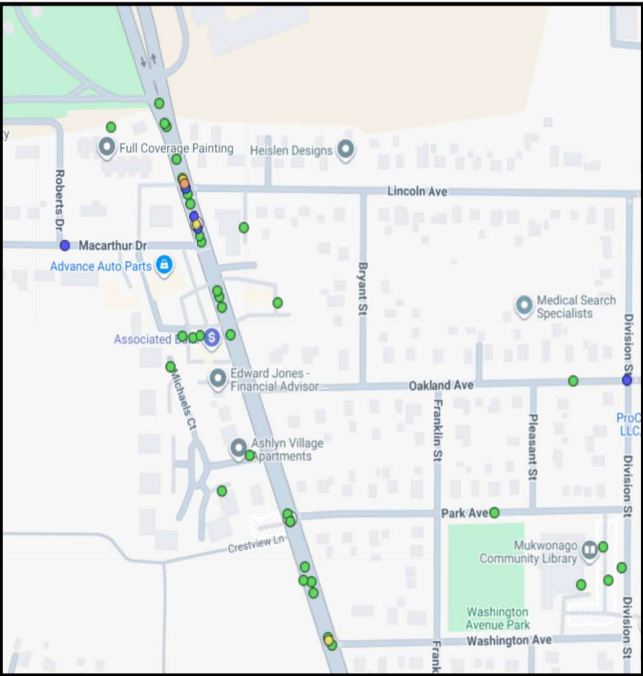 y
Full Coverage Painting
Heislen Designs
Roberts Dr
Lincoln Ave
Macarthur Dr
Advance Auto Parts
Bryant St
Medical Search
Specialists
Associated
$
Division St
Edward Jones -
Financial Advisor...
Oakland Ave
Michaels Ct
Franklin St
Pleasant St
ProC
LLC
Ashlyn Village
Apartments
Division St
Park Ave
Crestview Ln
Mukwonago
Community Library
Washington
Avenue Park
Division St
Washington Ave
Frank